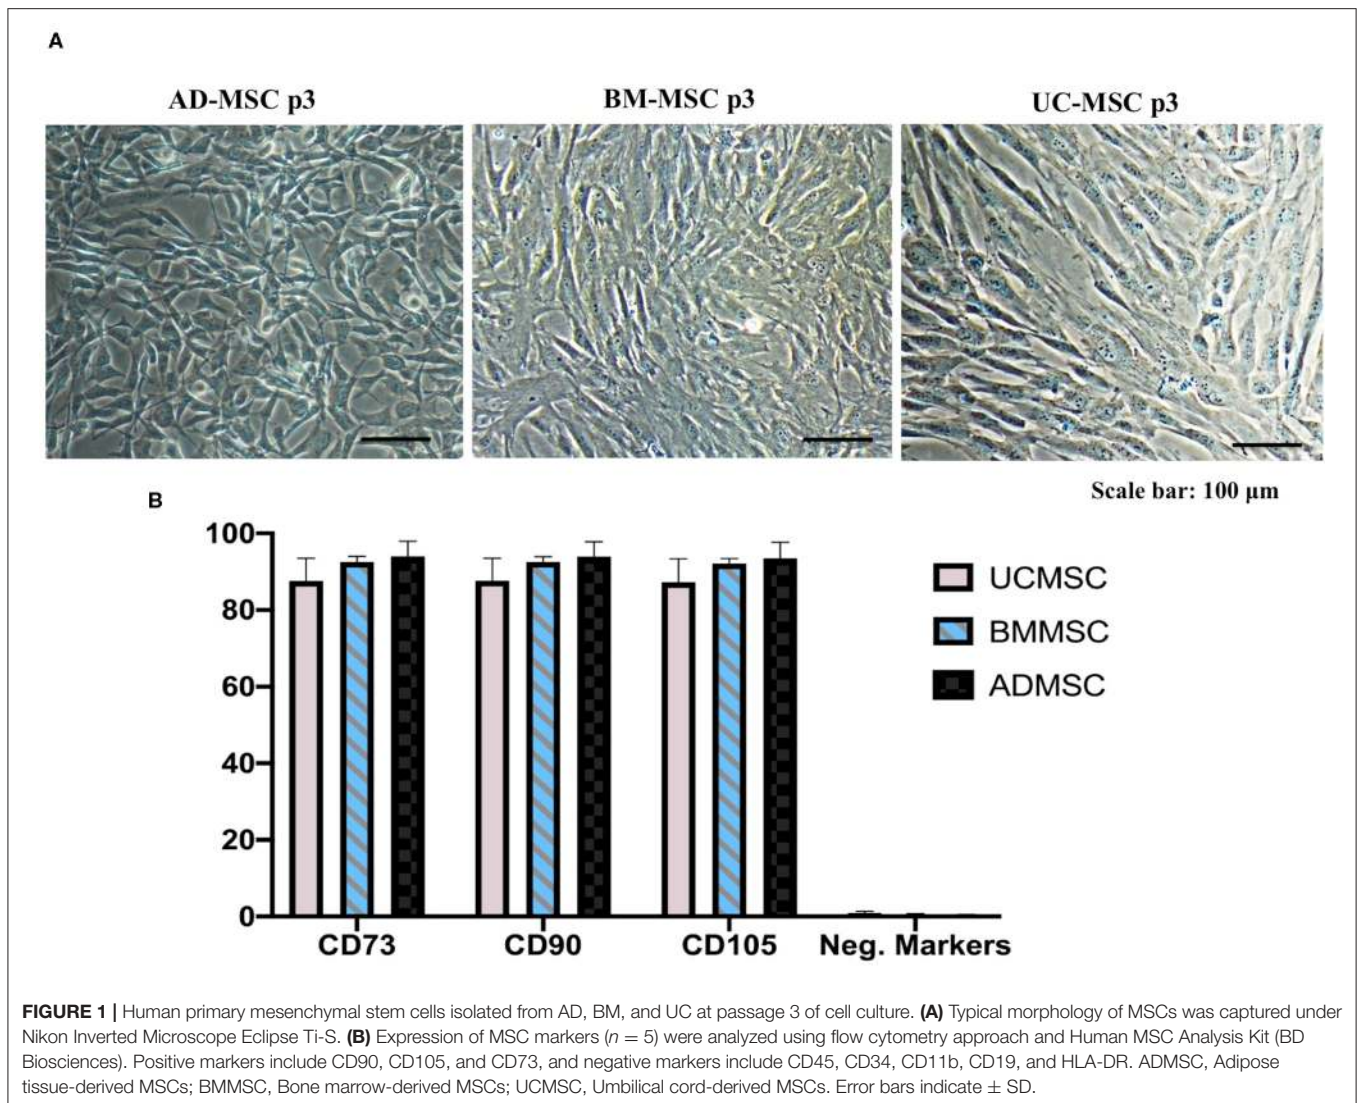 A
AD-MSC p3
BM-MSC p3
UC-MSC p3
Scale bar: 100 µm
B
100
80
60
40
20
0
CD73
CD90
CD105
Neg. Markers
UCMSC
BMMSC
ADMSC
FIGURE 1 | Human primary mesenchymal stem cells isolated from AD, BM, and UC at passage 3 of cell culture. (A) Typical morphology of MSCs was captured under
Nikon Inverted Microscope Eclipse Ti-S. (B) Expression of MSC markers (n = 5) were analyzed using flow cytometry approach and Human MSC Analysis Kit (BD
Biosciences). Positive markers include CD90, CD105, and CD73, and negative markers include CD45, CD34, CD11b, CD19, and HLA-DR. ADMSC, Adipose
tissue-derived MSCs; BMMSC, Bone marrow-derived MSCs; UCMSC, Umbilical cord-derived MSCs. Error bars indicate ± SD.